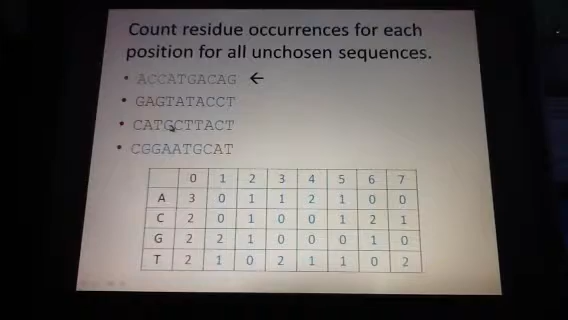 Count residue occurrences for each
position for all unchosen sequences.
• ACCATGACAG ←
• GAGTATACCT
• CATGCTTACT
• CGGAATGCAT
0 1 2 3 4 5 6 7
A 3 0 1 1 2 1 0 0
C 2 0 1 0 0 1 2 1
G 2 2 1 0 0 0 1 0
T 2 1 0 2 1 1 0 2